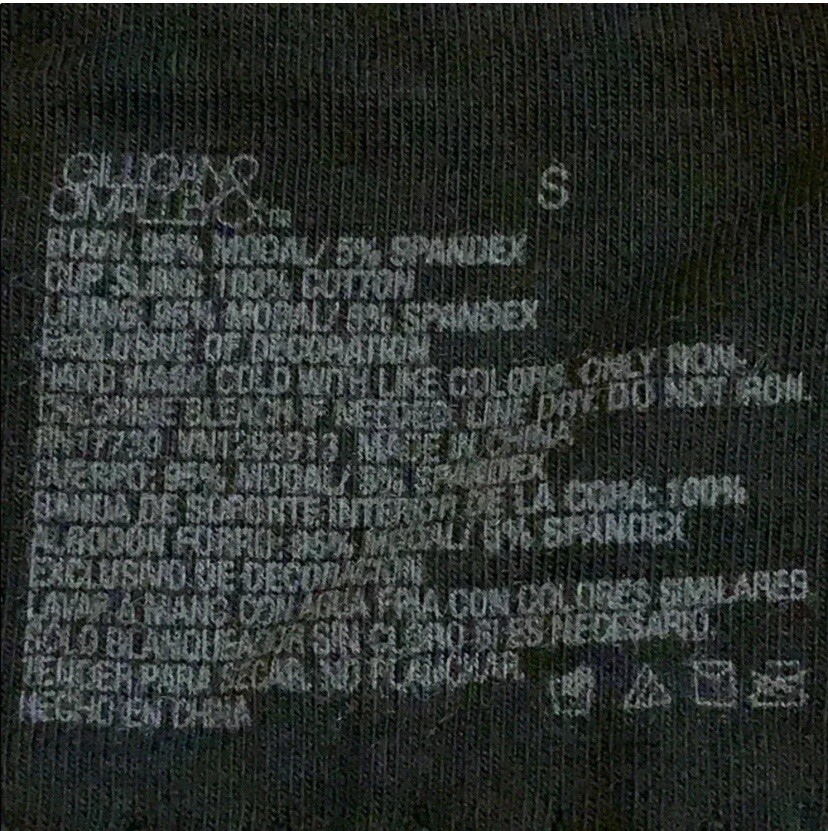 GILLIGAN &
O'MALLEY TM
S
BODY: 95% MODAL/ 5% SPANDEX
CUP SLING: 100% COTTON
LINING: 95% MODAL/ 5% SPANDEX
EXCLUSIVE OF DECORATION
HAND WASH COLD WITH LIKE COLORS. ONLY NON-
CHLORINE BLEACH IF NEEDED. LINE DRY. DO NOT IRON.
MADE IN CHINA
CUERPO: 95% MODAL/ 5% SPANDEX
BANDA DE SOPORTE INTERIOR DE LA COPA: 100%
ALGODON FORRO: 95% MODAL/ 5% SPANDEX
EXCLUSIVO DE DECORACION
LAVAR A MANO CON AGUA FRIA CON COLORES SIMILARES.
SOLO BLANQUEADOR SIN CLORO SI ES NECESARIO.
TENDER PARA SECAR. NO PLANCHAR.
HECHO EN CHINA